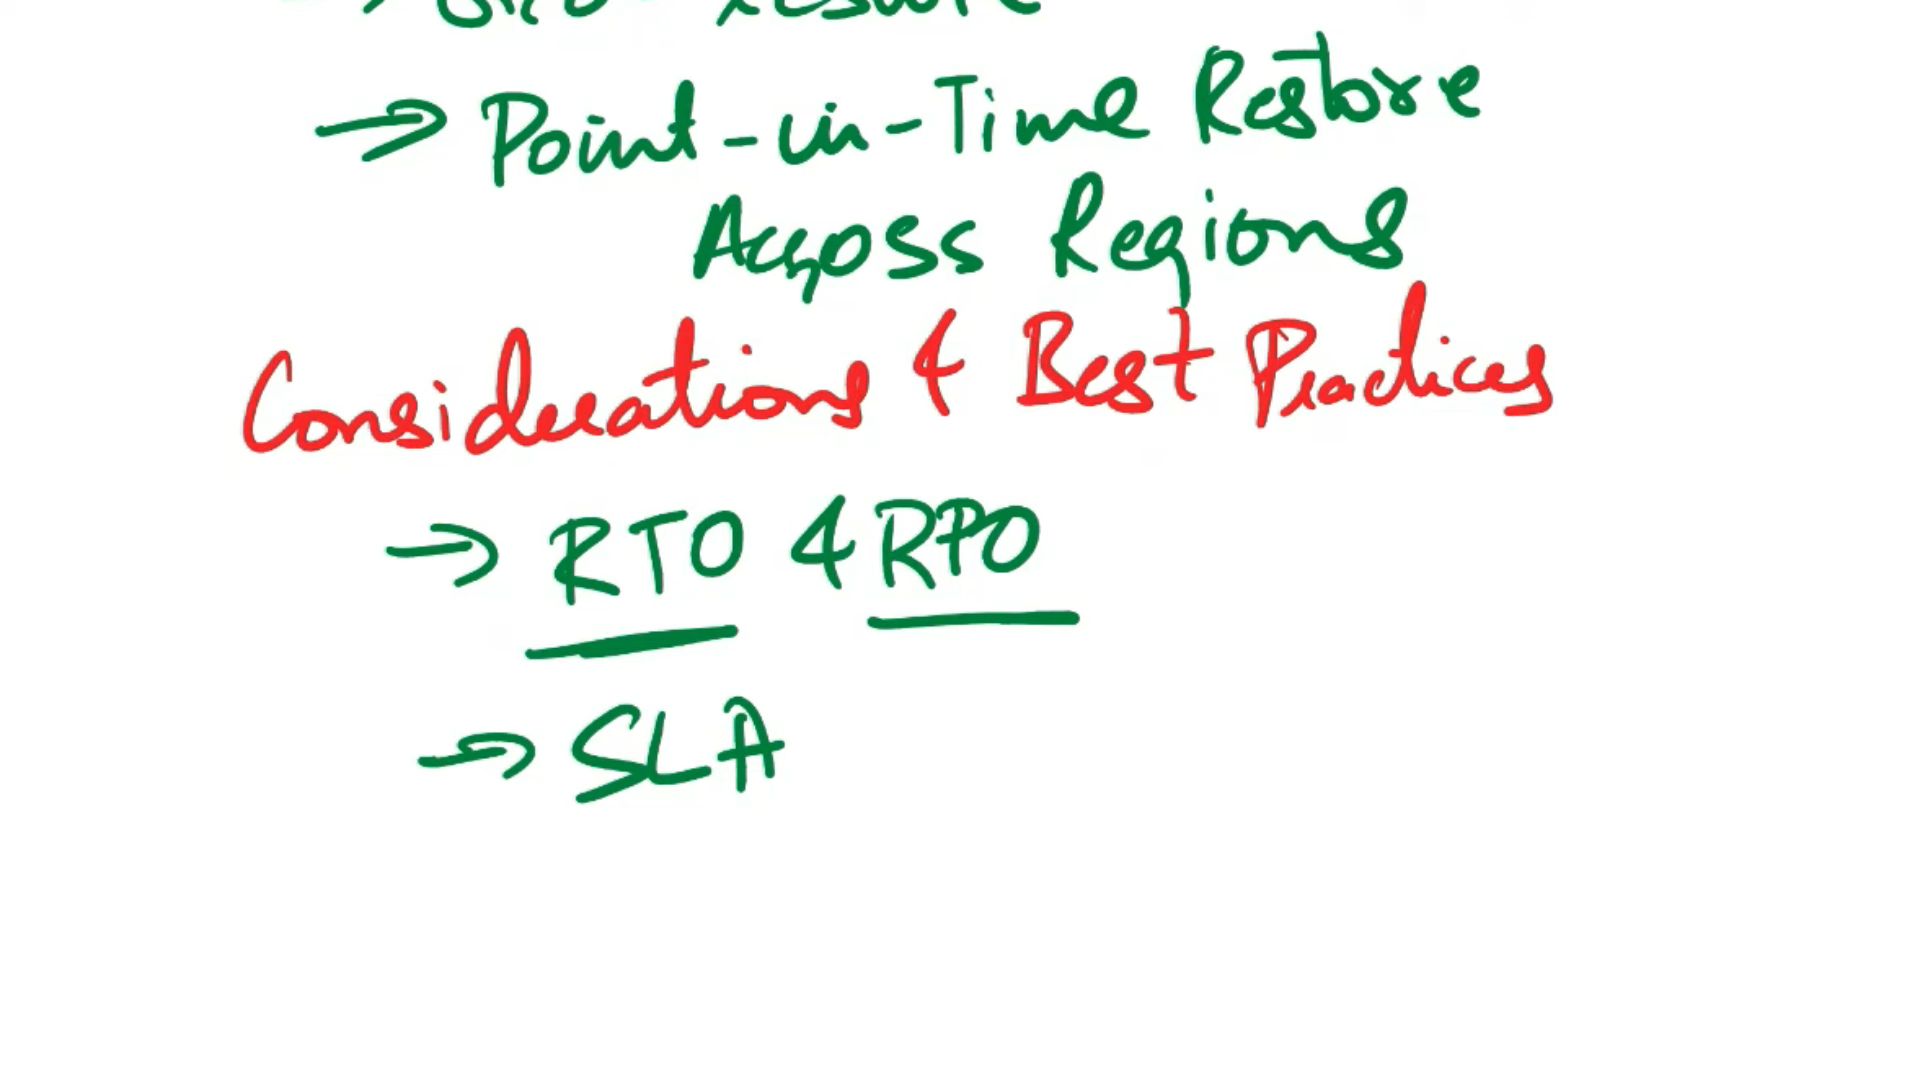 → Point-in-Time Restore
Across Regions
Considerations & Best Practices
→ RTO & RPO
→ SLA